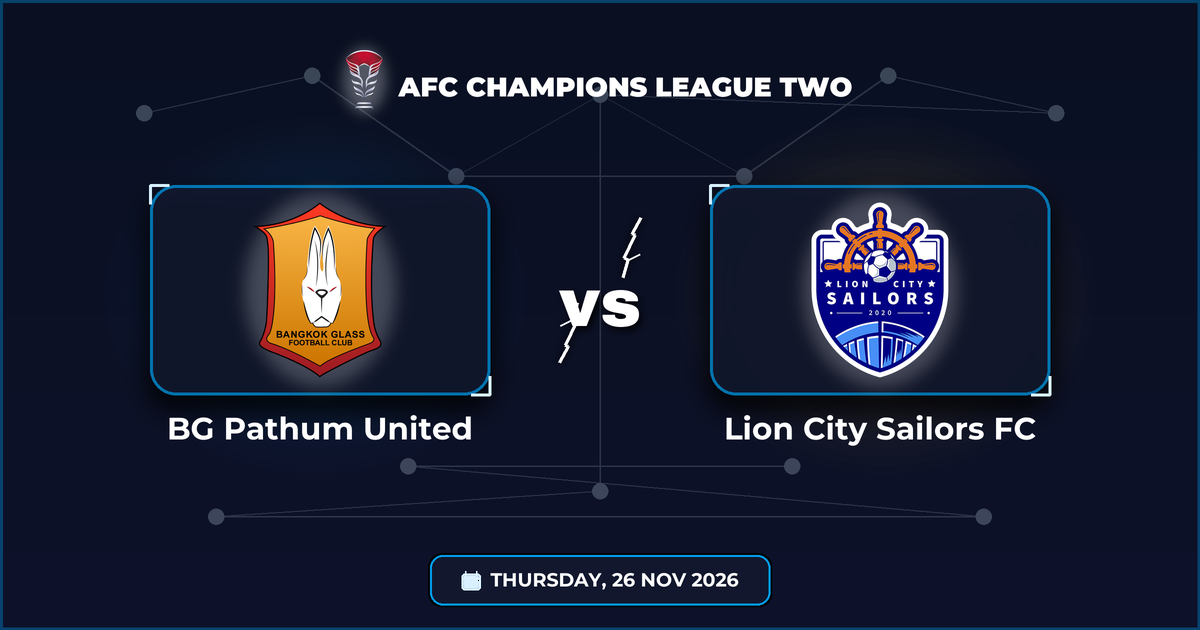 AFC CHAMPIONS LEAGUE TWO
BANGKOK GLASS
FOOTBALL CLUB
VS
LION CITY
SAILORS
2020
BG Pathum United
Lion City Sailors FC
THURSDAY, 26 NOV 2026